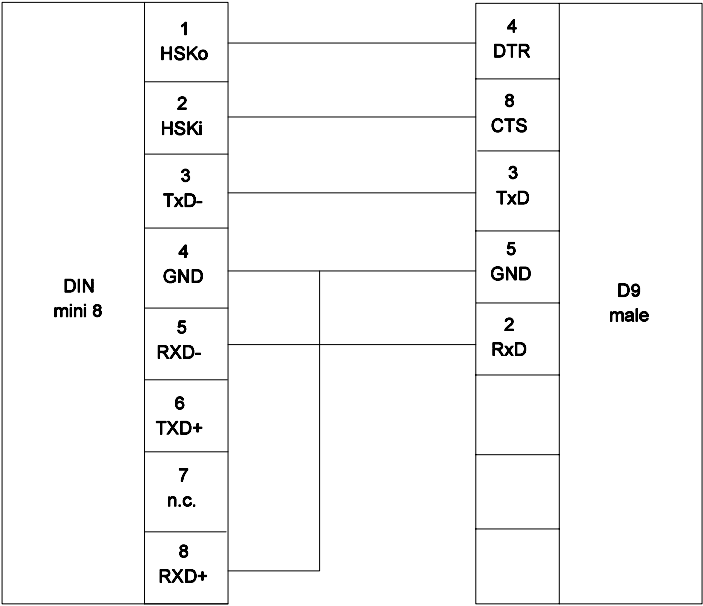 1
HSKo
2
HSKi
3
TxD-
4
GND
5
RXD-
6
TXD+
7
n.c.
8
RXD+
DIN
mini 8
4
DTR
8
CTS
3
TxD
5
GND
2
RxD
D9
male